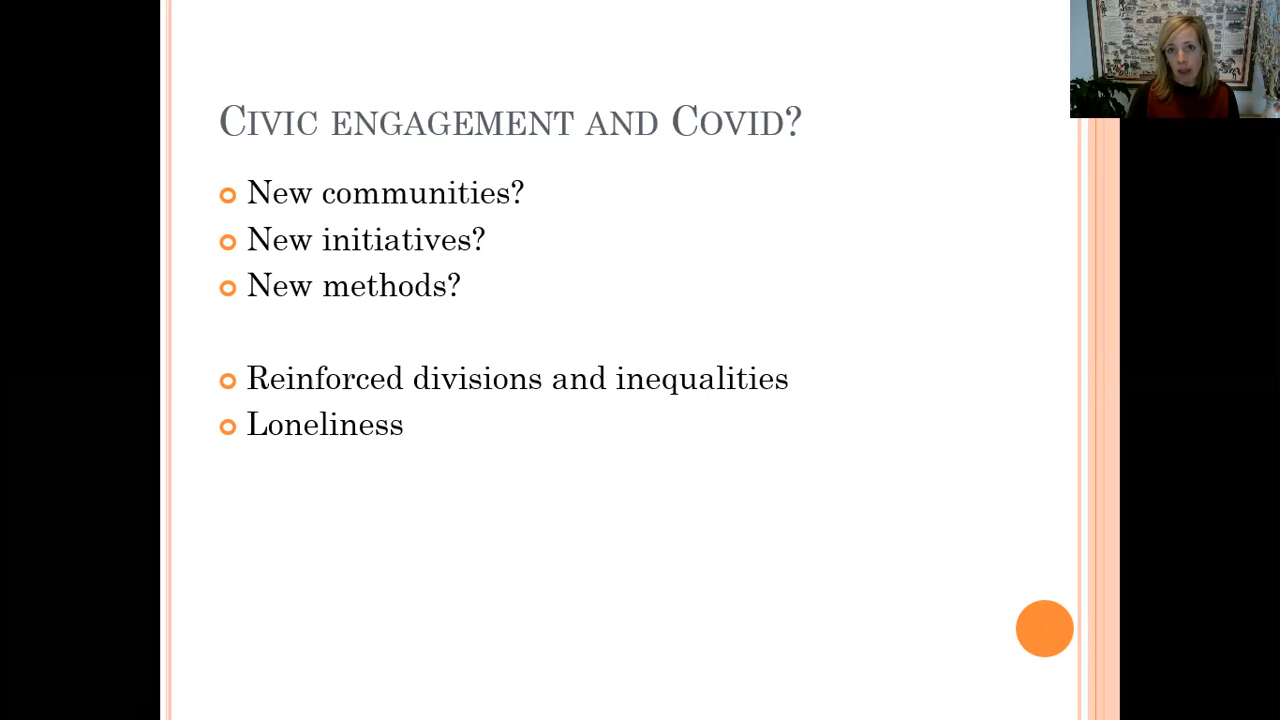 Civic engagement and Covid?
New communities?
New initiatives?
New methods?
Reinforced divisions and inequalities
Loneliness